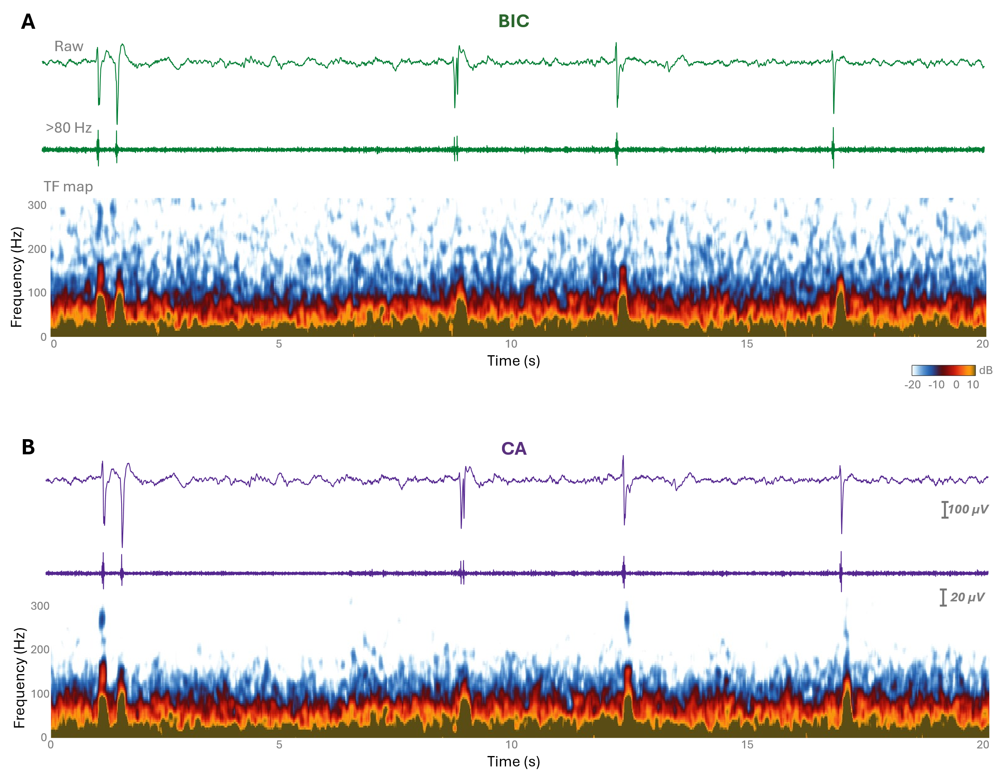 A
BIC
Raw
>80 Hz
TF map
300
200
100
0
Frequency (Hz)
0 5 10 15 20
Time (s)
dB
-20 -10 0 10
B
CA
100 µV
20 µV
300
200
100
0
Frequency (Hz)
0 5 10 15 20
Time (s)